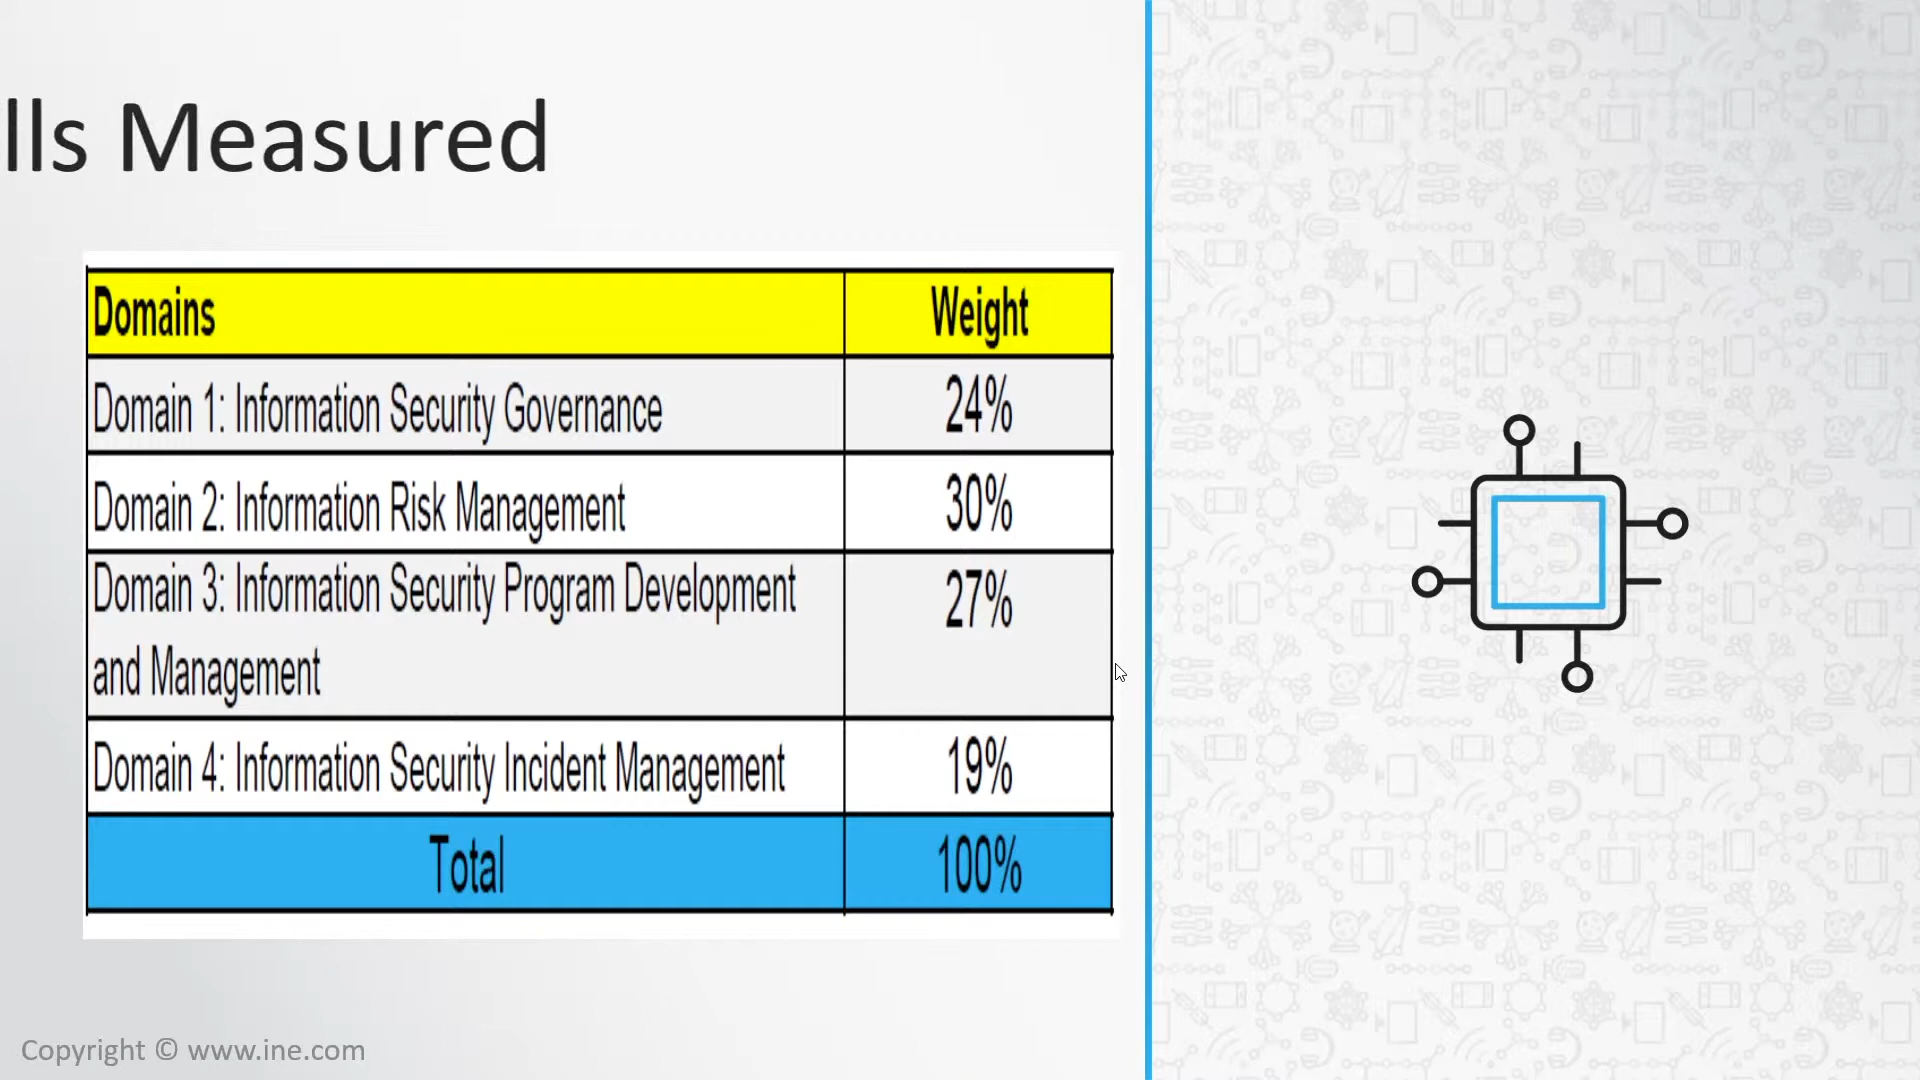 lls Measured
Domains Weight
Domain 1: Information Security Governance 24%
Domain 2: Information Risk Management 30%
Domain 3: Information Security Program Development 27%
and Management
Domain 4: Information Security Incident Management 19%
Total 100%
Copyright © www.ine.com